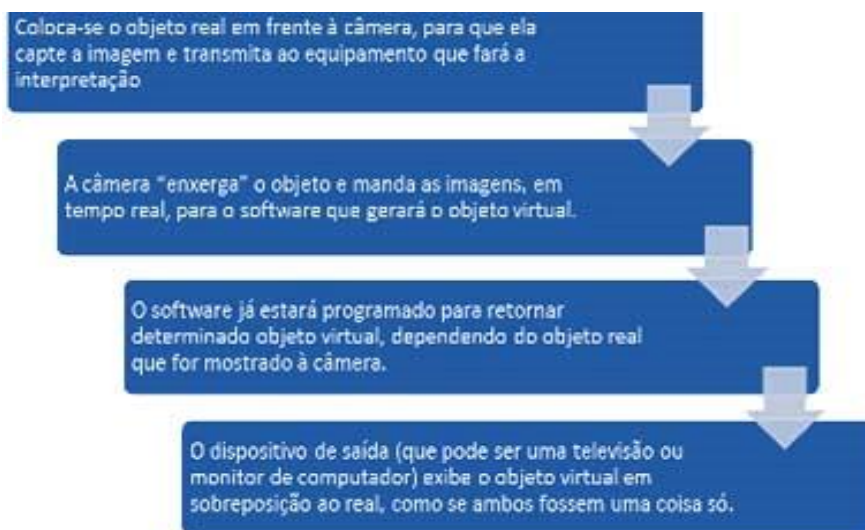 Coloca-se o objeto real em frente à câmera, para que ela
capte a imagem e transmita ao equipamento que fará a
interpretação
A câmera "enxerga" o objeto e manda as imagens, em
tempo real, para o software que gerará o objeto virtual.
O software já estará programado para retornar
determinado objeto virtual, dependendo do objeto real
que for mostrado à câmera.
O dispositivo de saída (que pode ser uma televisão ou
monitor de computador) exibe o objeto virtual em
sobreposição ao real, como se ambos fossem uma coisa só.